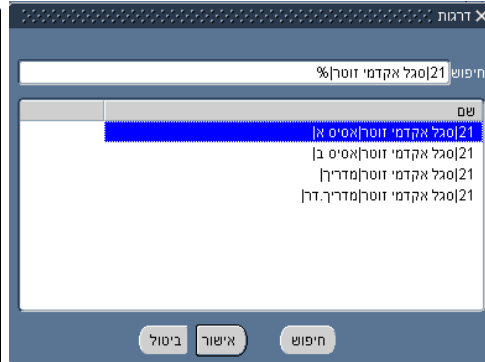 דרגות
חיפוש 21|סגל אקדמי זוטר|%
שם
21|סגל אקדמי זוטר|אסיס א|
21|סגל אקדמי זוטר|אסיס ב|
21|סגל אקדמי זוטר|מדריך|
21|סגל אקדמי זוטר|מדריך.דר|
חיפוש אישור ביטול